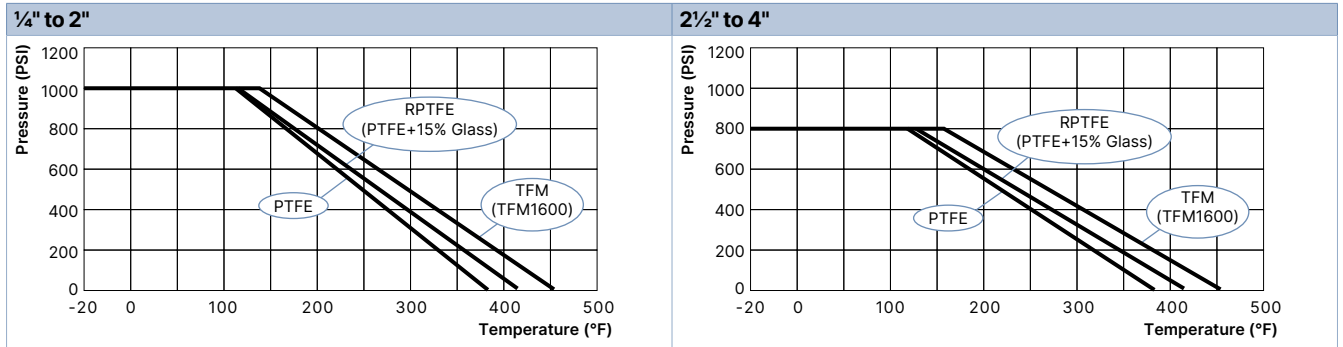 ¼" to 2"
Pressure (PSI)
1200
1000
800
600
400
200
0
-20 0 100 200 300 400 500
Temperature (°F)
RPTFE
(PTFE+15% Glass)
PTFE
TFM
(TFM1600)
2½" to 4"
Pressure (PSI)
1200
1000
800
600
400
200
0
-20 0 100 200 300 400 500
Temperature (°F)
RPTFE
(PTFE+15% Glass)
PTFE
TFM
(TFM1600)